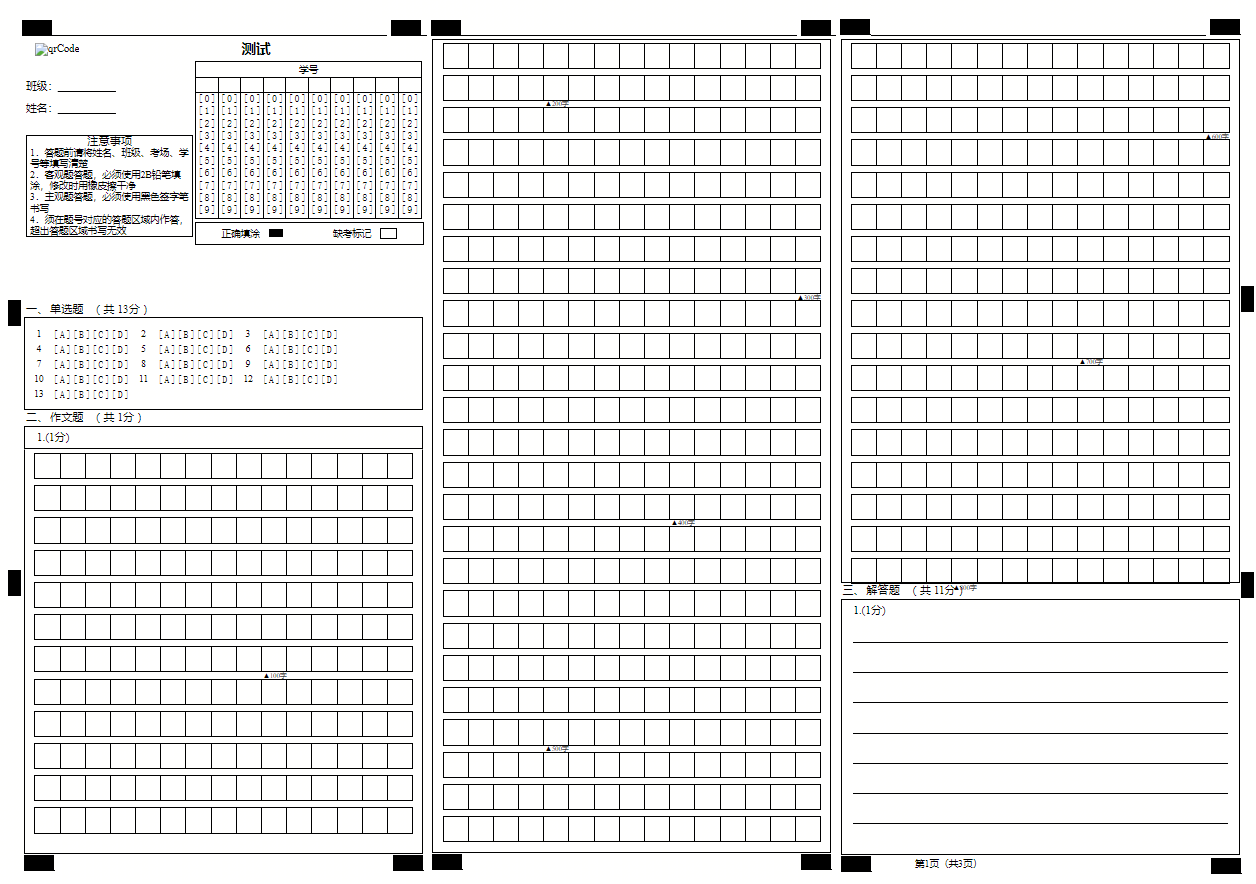 qrCode
测试
班级：
姓名：
注意事项
1．答题前请将姓名、班级、考场、学
号等填写清楚
2．客观题答题，必须使用2B铅笔填
涂，修改时用橡皮擦干净
3．主观题答题，必须使用黑色签字笔
书写
4．须在题号对应的答题区域内作答，
超出答题区域书写无效
学号
[0] [0] [0] [0] [0] [0] [0] [0] [0] [0]
[1] [1] [1] [1] [1] [1] [1] [1] [1] [1]
[2] [2] [2] [2] [2] [2] [2] [2] [2] [2]
[3] [3] [3] [3] [3] [3] [3] [3] [3] [3]
[4] [4] [4] [4] [4] [4] [4] [4] [4] [4]
[5] [5] [5] [5] [5] [5] [5] [5] [5] [5]
[6] [6] [6] [6] [6] [6] [6] [6] [6] [6]
[7] [7] [7] [7] [7] [7] [7] [7] [7] [7]
[8] [8] [8] [8] [8] [8] [8] [8] [8] [8]
[9] [9] [9] [9] [9] [9] [9] [9] [9] [9]
正确填涂 缺考标记
一、单选题 （共 13分）
1 [A][B][C][D] 2 [A][B][C][D] 3 [A][B][C][D]
4 [A][B][C][D] 5 [A][B][C][D] 6 [A][B][C][D]
7 [A][B][C][D] 8 [A][B][C][D] 9 [A][B][C][D]
10 [A][B][C][D] 11 [A][B][C][D] 12 [A][B][C][D]
13 [A][B][C][D]
二、作文题 （共 1分）
1.(1分)
▲100字
▲200字
▲300字
▲400字
▲500字
▲600字
▲700字
▲800字
三、解答题 （共 11分）
1.(1分)
第1页（共3页）